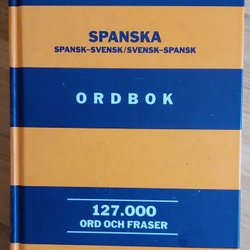 SPANSKA
SPANSK–SVENSK/SVENSK–SPANSK
ORDBOK
127.000
ORD OCH FRASER